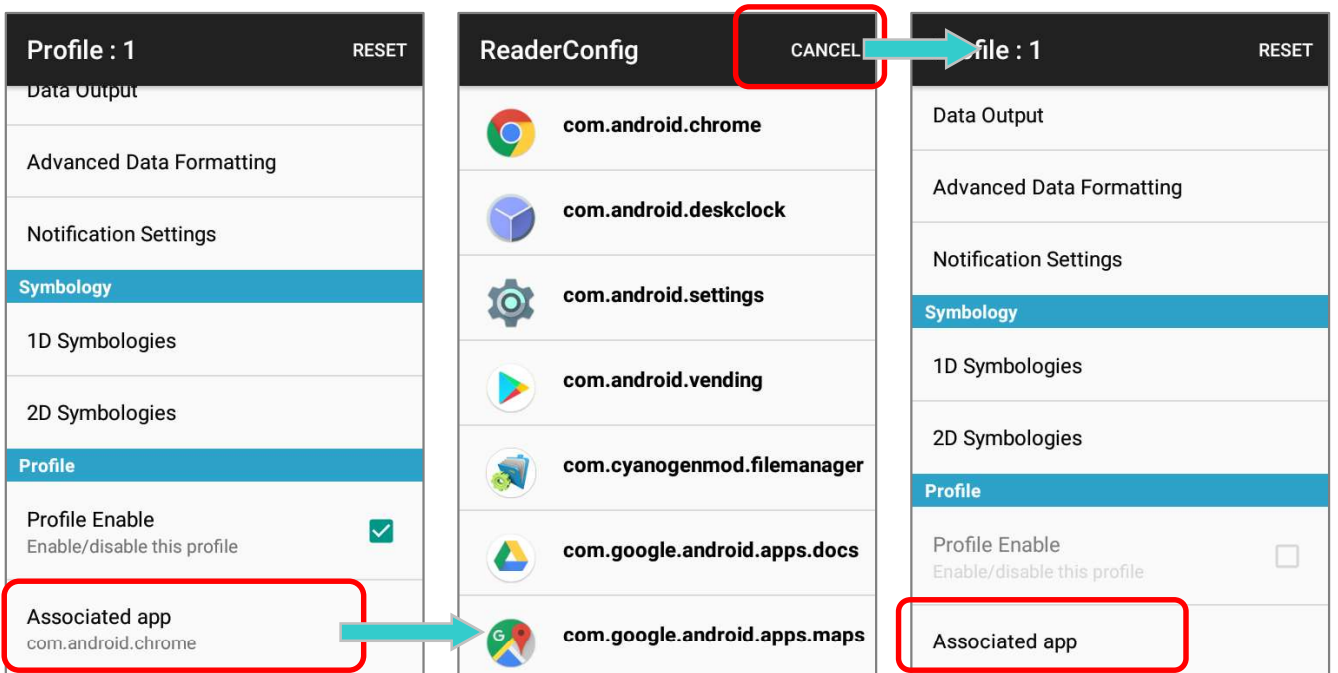 Profile : 1
RESET
Data Output
Advanced Data Formatting
Notification Settings
Symbology
1D Symbologies
2D Symbologies
Profile
Profile Enable
Enable/disable this profile
Associated app
com.android.chrome
ReaderConfig
CANCEL
com.android.chrome
com.android.deskclock
com.android.settings
com.android.vending
com.cyanogenmod.filemanager
com.google.android.apps.docs
G
com.google.android.apps.maps
file : 1
RESET
Data Output
Advanced Data Formatting
Notification Settings
Symbology
1D Symbologies
2D Symbologies
Profile
Profile Enable
Enable/disable this profile
Associated app